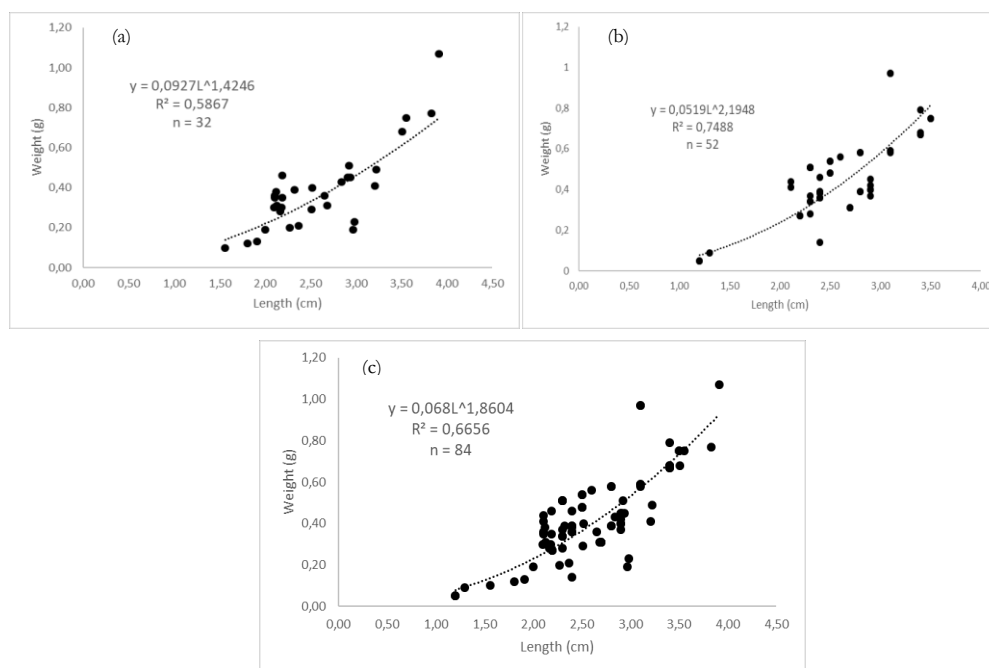 (a)
y = 0,0927L^1,4246
R² = 0,5867
n = 32
Weight (g)
1,20
1,00
0,80
0,60
0,40
0,20
0,00
0,00 0,50 1,00 1,50 2,00 2,50 3,00 3,50 4,00 4,50
Length (cm)
(b)
y = 0,0519L^2,1948
R² = 0,7488
n = 52
Weight (g)
1,2
1
0,8
0,6
0,4
0,2
0
0,00 0,50 1,00 1,50 2,00 2,50 3,00 3,50 4,00
Length (cm)
(c)
y = 0,068L^1,8604
R² = 0,6656
n = 84
Weight (g)
1,20
1,00
0,80
0,60
0,40
0,20
0,00
0,00 0,50 1,00 1,50 2,00 2,50 3,00 3,50 4,00 4,50
Length (cm)